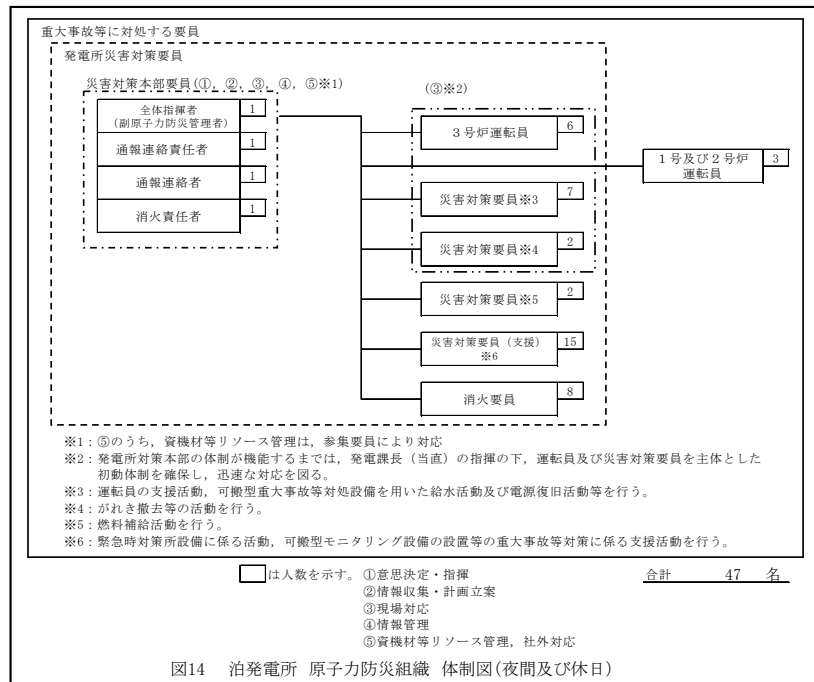 重大事故等に対処する要員
発電所災害対策要員
災害対策本部要員(①, ②, ③, ④, ⑤※1)
全体指揮者
(副原子力防災管理者)
1
通報連絡責任者
1
通報連絡者
1
消火責任者
1
(③※2)
3号炉運転員
6
1号及び2号炉
運転員
3
災害対策要員※3
7
災害対策要員※4
2
災害対策要員※5
2
災害対策要員(支援)
※6
15
消火要員
8
※1:⑤のうち,資機材等リソース管理は,参集要員により対応
※2:発電所対策本部の体制が機能するまでは,発電課長(当直)の指揮の下,運転員及び災害対策要員を主体とした
初動体制を確保し,迅速な対応を図る。
※3:運転員の支援活動,可搬型重大事故等対処設備を用いた給水活動及び電源復旧活動等を行う。
※4:がれき撤去等の活動を行う。
※5:燃料補給活動を行う。
※6:緊急時対策所設備に係る活動,可搬型モニタリング設備の設置等の重大事故等対策に係る支援活動を行う。
は人数を示す。
①意思決定・指揮
②情報収集・計画立案
③現場対応
④情報管理
⑤資機材等リソース管理,社外対応
合計 47 名
図14 泊発電所 原子力防災組織 体制図(夜間及び休日)